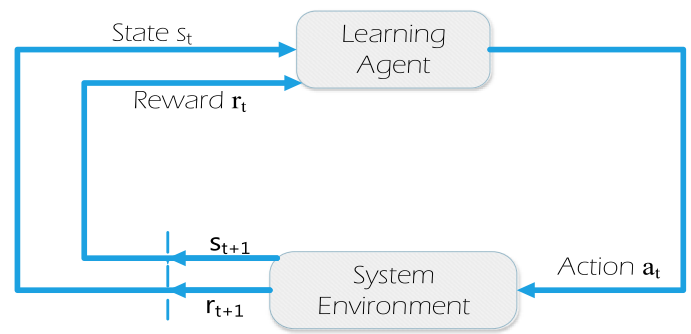 State sₜ
Learning
Agent
Reward rₜ
sₜ₊₁
System
Environment
Action aₜ
rₜ₊₁